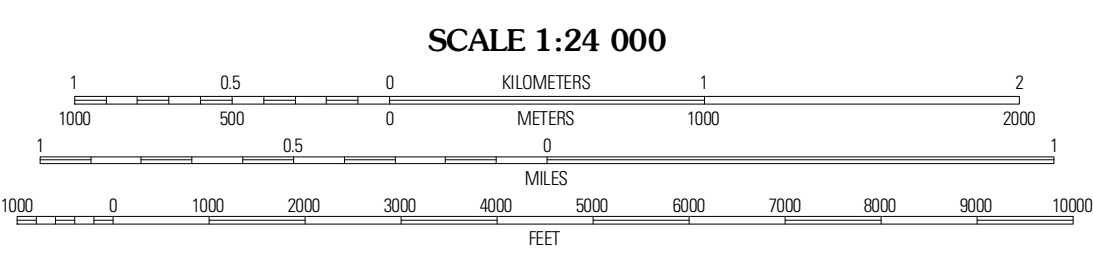 SCALE 1:24 000
1 0.5 0 KILOMETERS 1 2
1000 500 0 METERS 1000 2000
1 0.5 0 1
MILES
1000 0 1000 2000 3000 4000 5000 6000 7000 8000 9000 10000
FEET